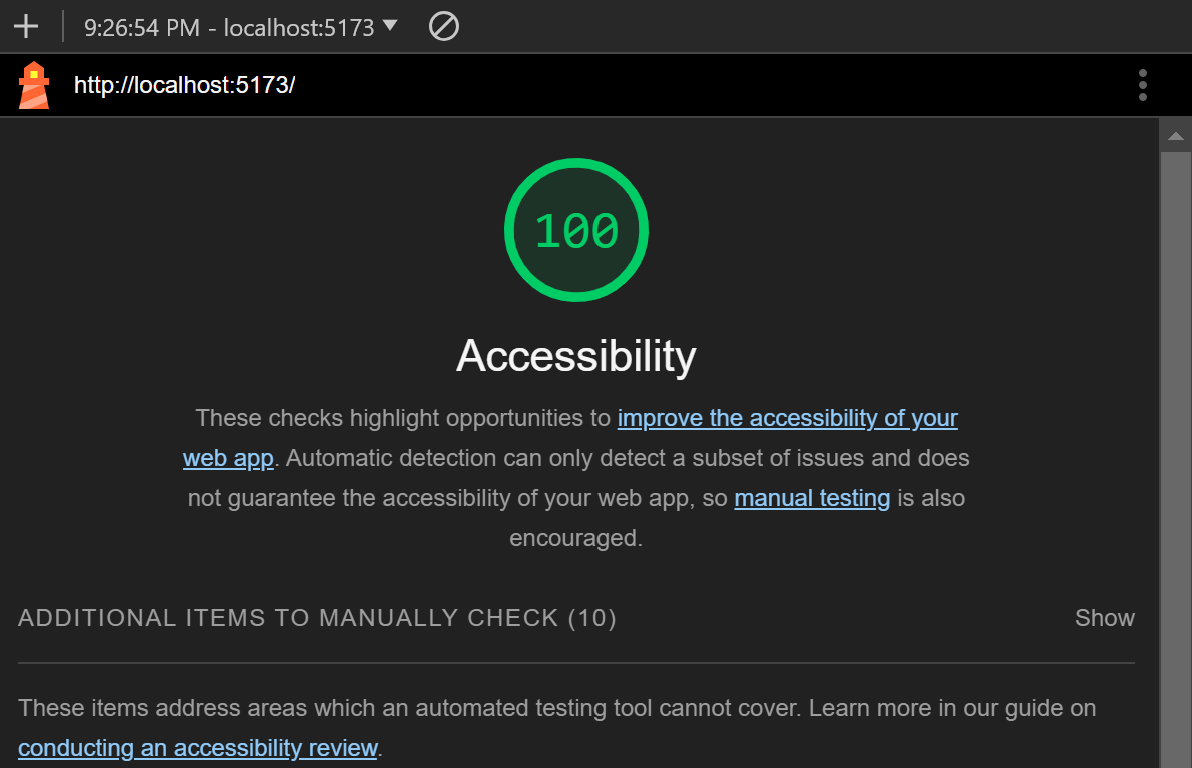 9:26:54 PM - localhost:5173
http://localhost:5173/
100
Accessibility
These checks highlight opportunities to improve the accessibility of your
web app. Automatic detection can only detect a subset of issues and does
not guarantee the accessibility of your web app, so manual testing is also
encouraged.
ADDITIONAL ITEMS TO MANUALLY CHECK (10) Show
These items address areas which an automated testing tool cannot cover. Learn more in our guide on
conducting an accessibility review.